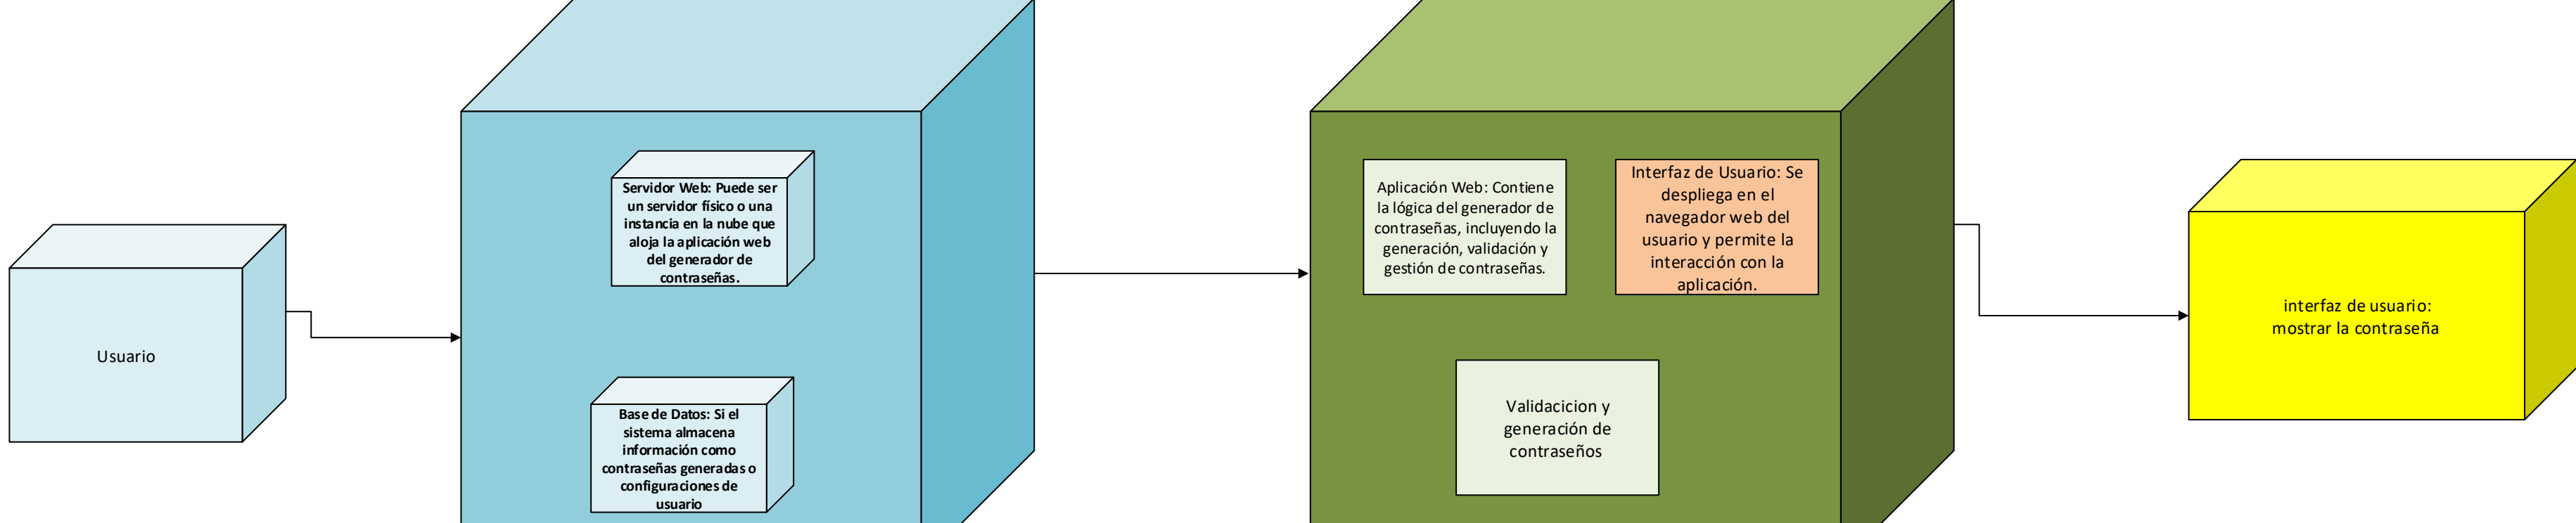 Usuario
Servidor Web: Puede ser
un servidor físico o una
instancia en la nube que
aloja la aplicación web
del generador de
contraseñas.
Base de Datos: Si el
sistema almacena
información como
contraseñas generadas o
configuraciones de
usuario
Aplicación Web: Contiene
la lógica del generador de
contraseñas, incluyendo la
generación, validación y
gestión de contraseñas.
Interfaz de Usuario: Se
despliega en el
navegador web del
usuario y permite la
interacción con la
aplicación.
Validacicion y
generación de
contraseños
interfaz de usuario:
mostrar la contraseña